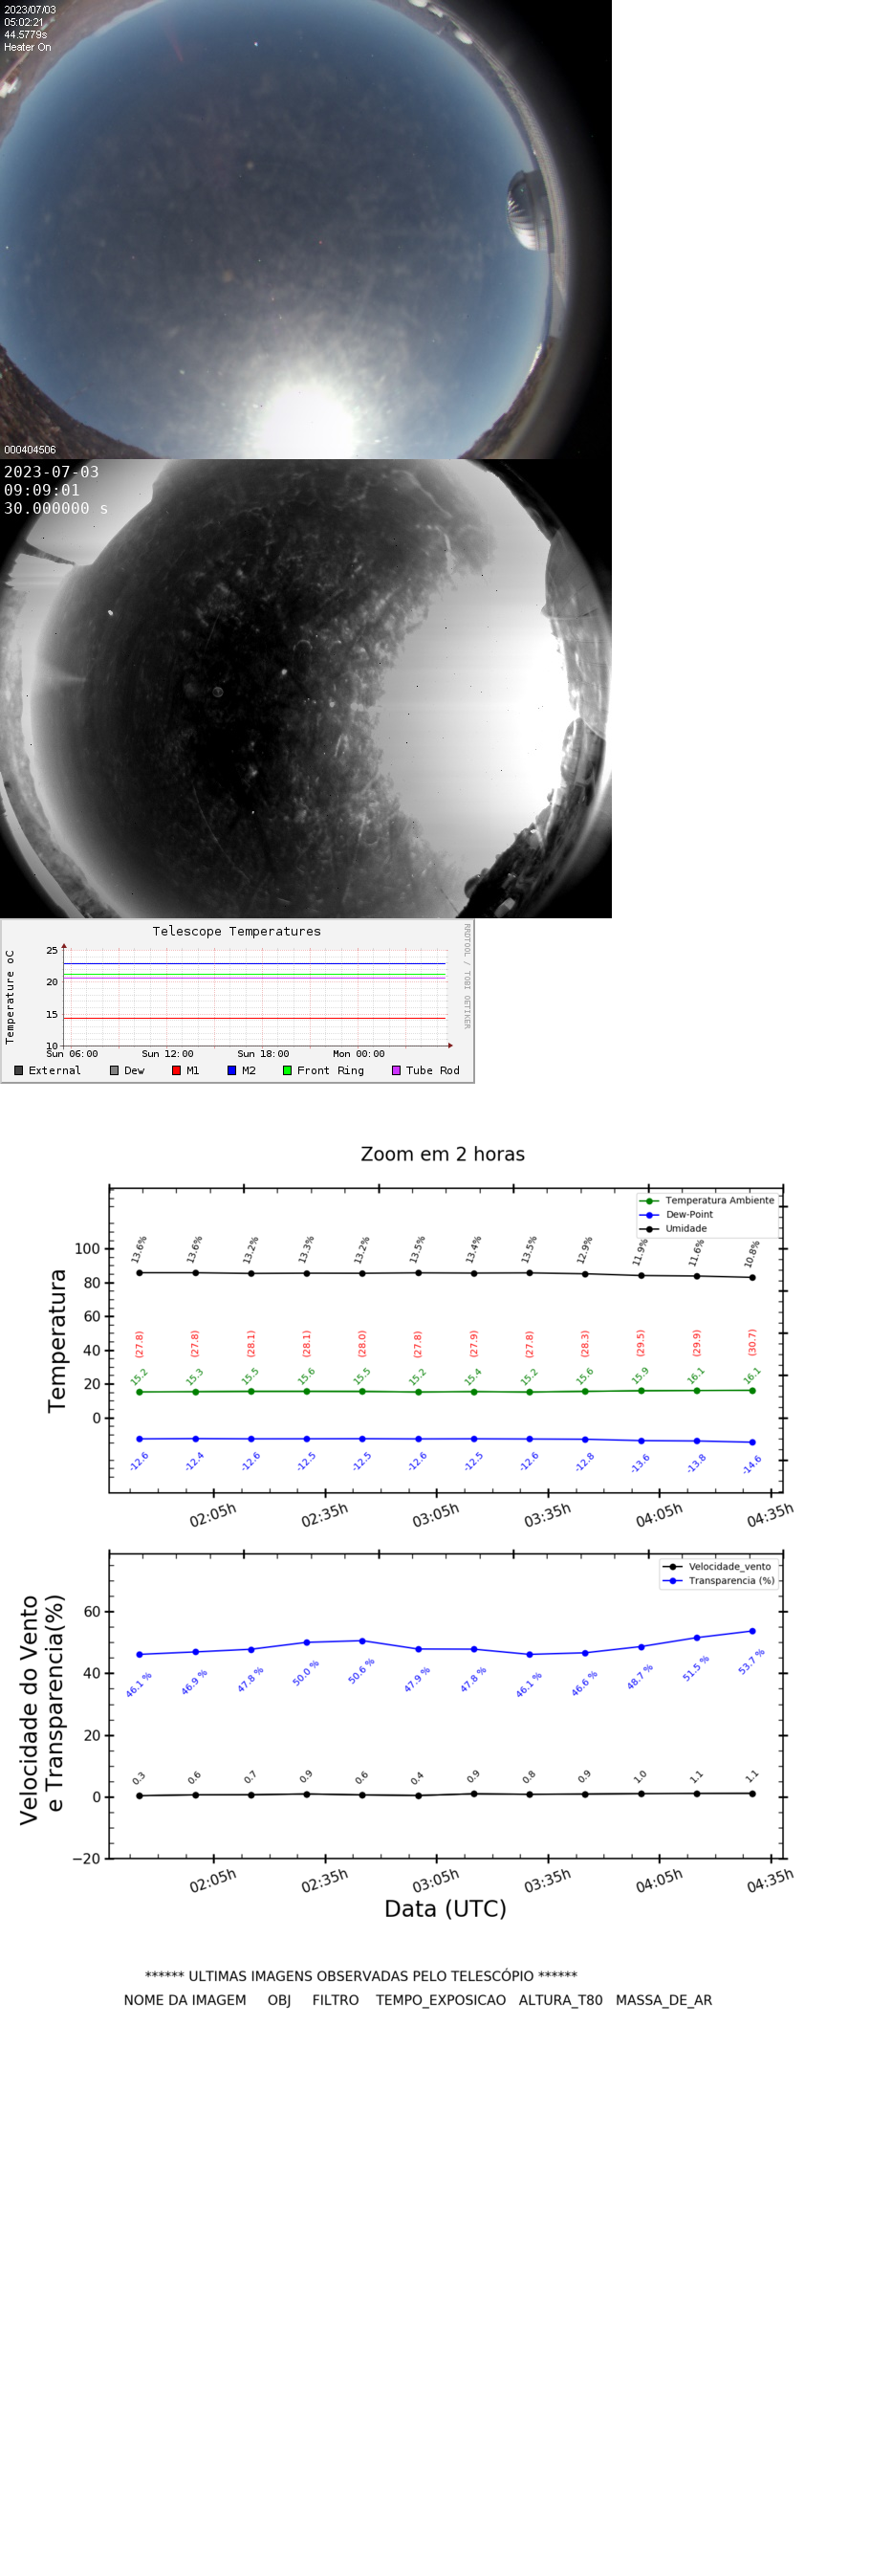 2023/07/03
05:02:21
44.5779s
Heater On
000404506
2023-07-03
09:09:01
30.000000 s
Telescope Temperatures
RRDTOOL / TOBI OETIKER
Temperature oC
25
20
15
10
Sun 06:00 Sun 12:00 Sun 18:00 Mon 00:00
External Dew M1 M2 Front Ring Tube Rod
Zoom em 2 horas
Temperatura Ambiente
Dew-Point
Umidade
Temperatura
100
80
60
40
20
0
13.6% 13.6% 13.2% 13.3% 13.2% 13.5% 13.4% 13.5% 12.9% 11.9% 11.6% 10.8%
(27.8) (27.8) (28.1) (28.1) (28.0) (27.8) (27.9) (27.8) (28.3) (29.5) (29.9) (30.7)
15.2 15.3 15.5 15.6 15.5 15.2 15.4 15.2 15.6 15.9 16.1 16.1
-12.6 -12.4 -12.6 -12.5 -12.5 -12.6 -12.5 -12.6 -12.8 -13.6 -13.8 -14.6
02:05h 02:35h 03:05h 03:35h 04:05h 04:35h
Velocidade_vento
Transparencia (%)
Velocidade do Vento
e Transparencia(%)
60
40
20
0
−20
46.1 % 46.9 % 47.8 % 50.0 % 50.6 % 47.9 % 47.8 % 46.1 % 46.6 % 48.7 % 51.5 % 53.7 %
0.3 0.6 0.7 0.9 0.6 0.4 0.9 0.8 0.9 1.0 1.1 1.1
02:05h 02:35h 03:05h 03:35h 04:05h 04:35h
Data (UTC)
****** ULTIMAS IMAGENS OBSERVADAS PELO TELESCÓPIO ******
NOME DA IMAGEM OBJ FILTRO TEMPO_EXPOSICAO ALTURA_T80 MASSA_DE_AR